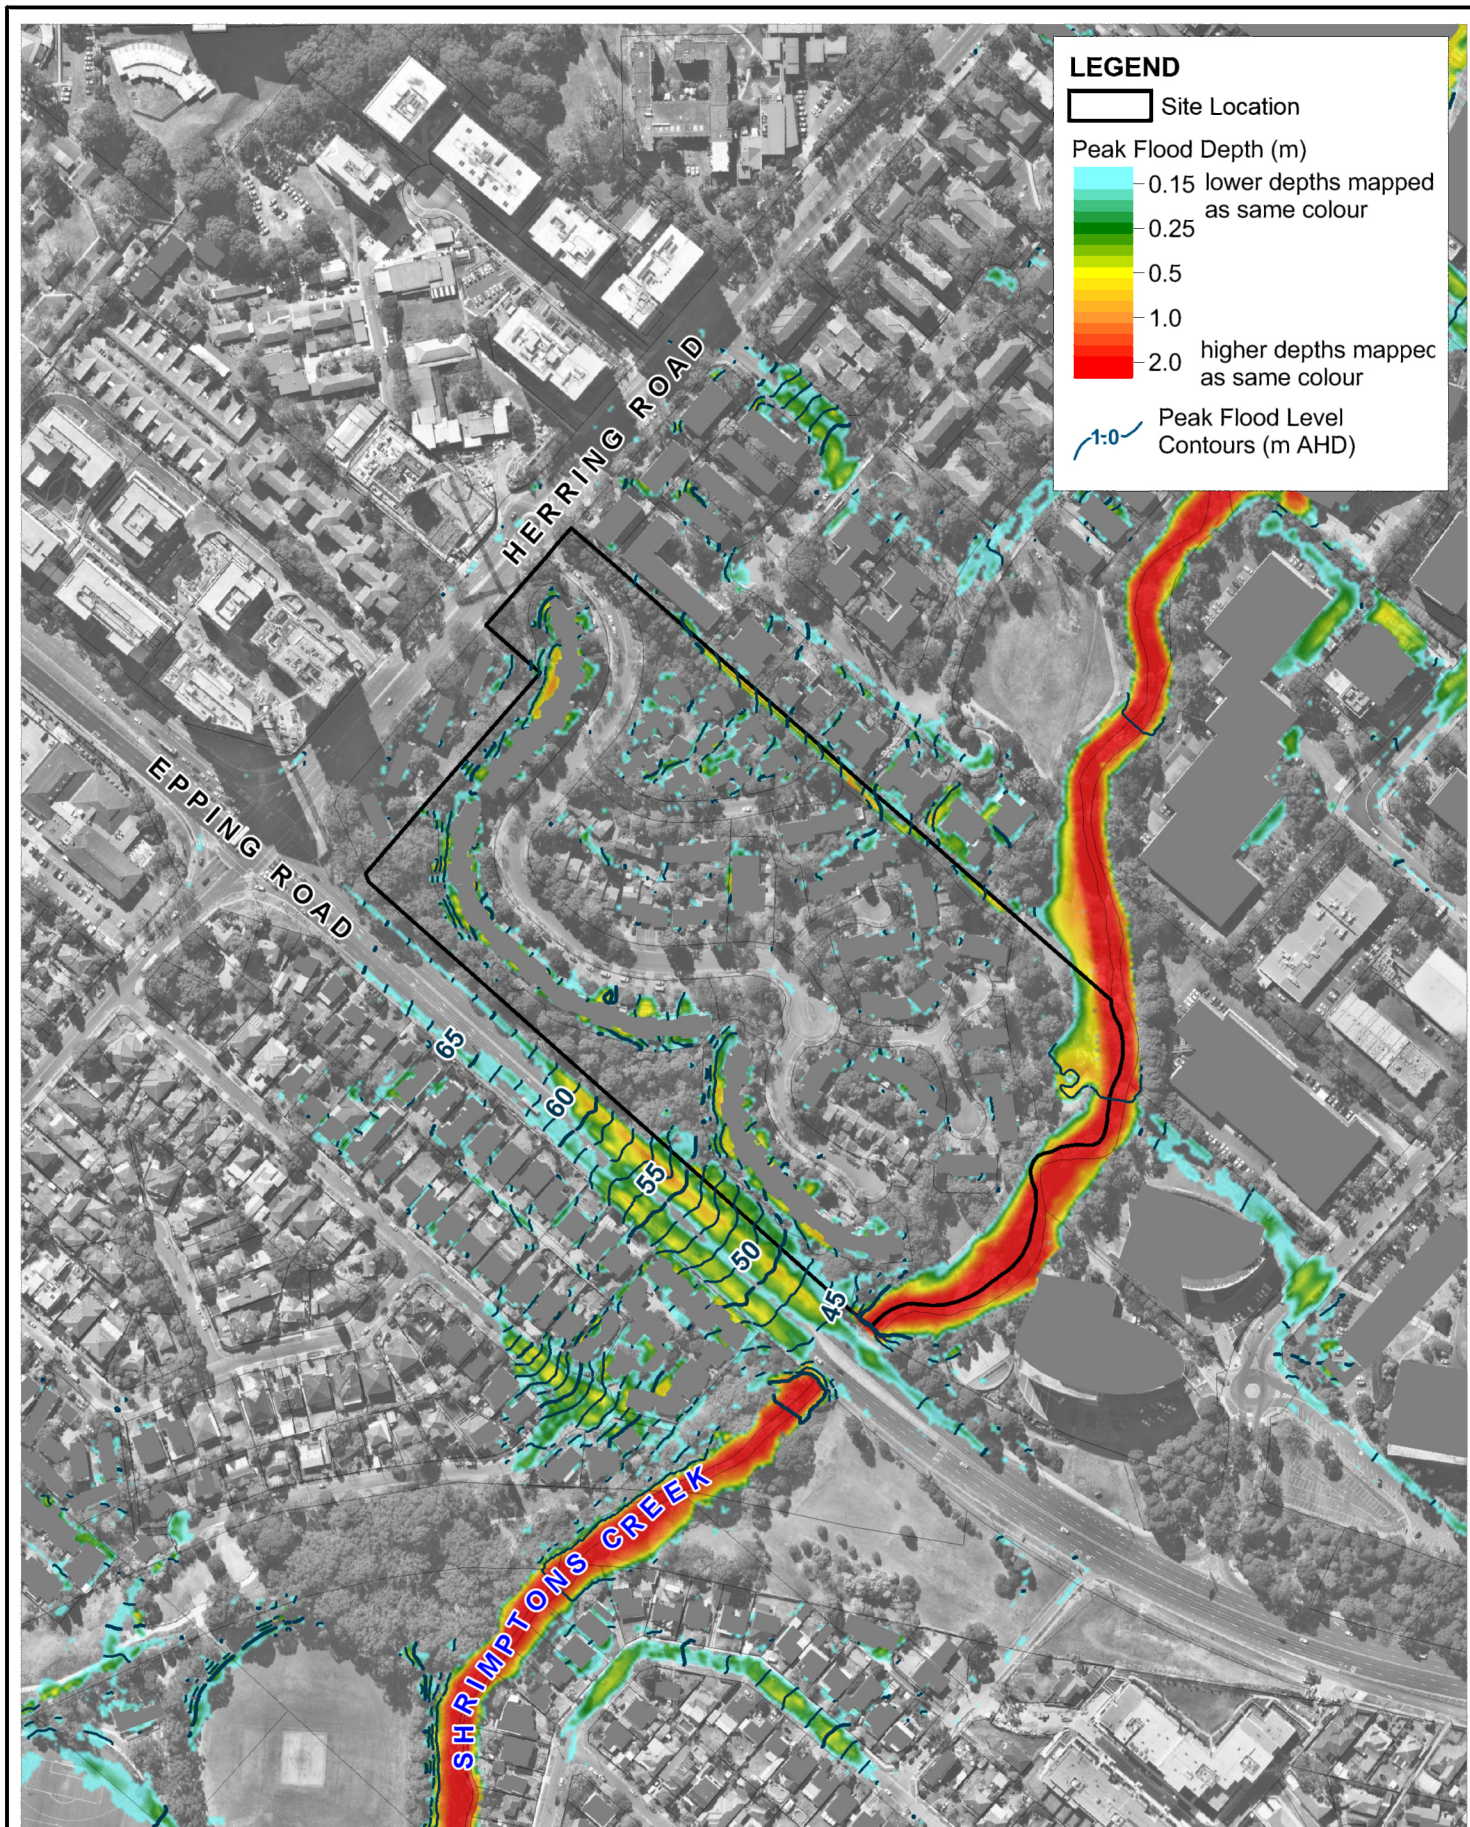 LEGEND
Site Location
Peak Flood Depth (m)
0.15 lower depths mapped
as same colour
0.25
0.5
1.0
2.0 higher depths mappec
as same colour
1.0
Peak Flood Level
Contours (m AHD)
HERRING ROAD
EPPING ROAD
65
60
55
50
45
SHRIMPTONS CREEK